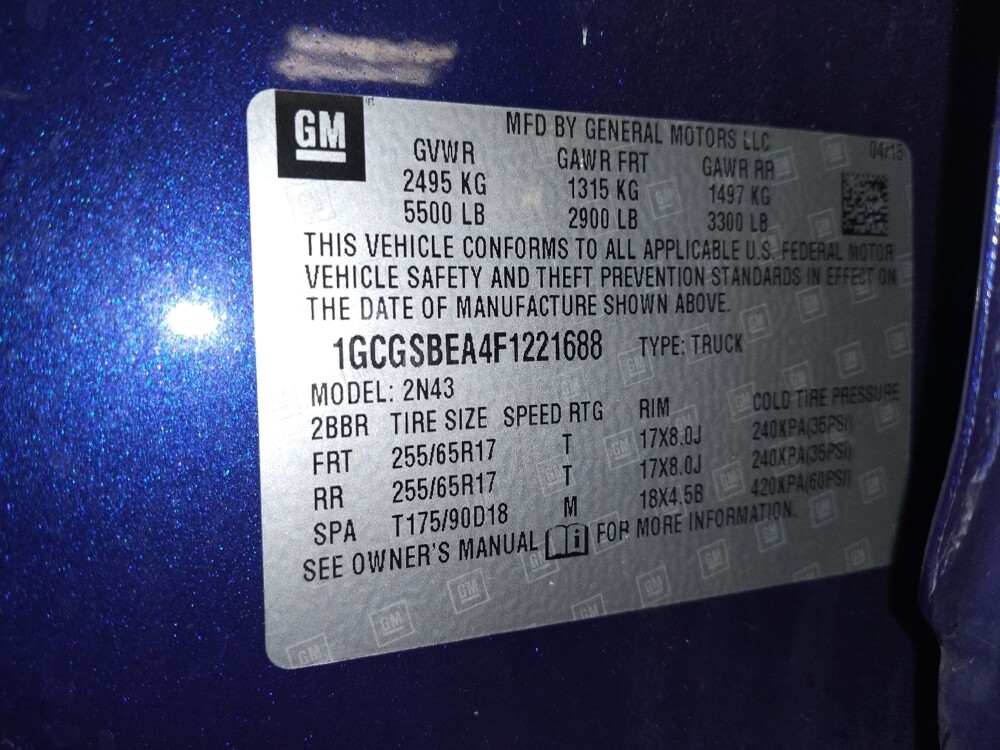 GM
MFD BY GENERAL MOTORS LLC
04/15
GVWR GAWR FRT GAWR RR
2495 KG 1315 KG 1497 KG
5500 LB 2900 LB 3300 LB
THIS VEHICLE CONFORMS TO ALL APPLICABLE U.S. FEDERAL MOTOR
VEHICLE SAFETY AND THEFT PREVENTION STANDARDS IN EFFECT ON
THE DATE OF MANUFACTURE SHOWN ABOVE.
1GCGSBEA4F1221688 TYPE: TRUCK
MODEL: 2N43
2BBR TIRE SIZE SPEED RTG RIM COLD TIRE PRESSURE
FRT 255/65R17 T 17X8.0J 240KPA(35PSI)
RR 255/65R17 T 17X8.0J 240KPA(35PSI)
SPA T175/90D18 M 18X4.5B 420KPA(60PSI)
SEE OWNER'S MANUAL FOR MORE INFORMATION.